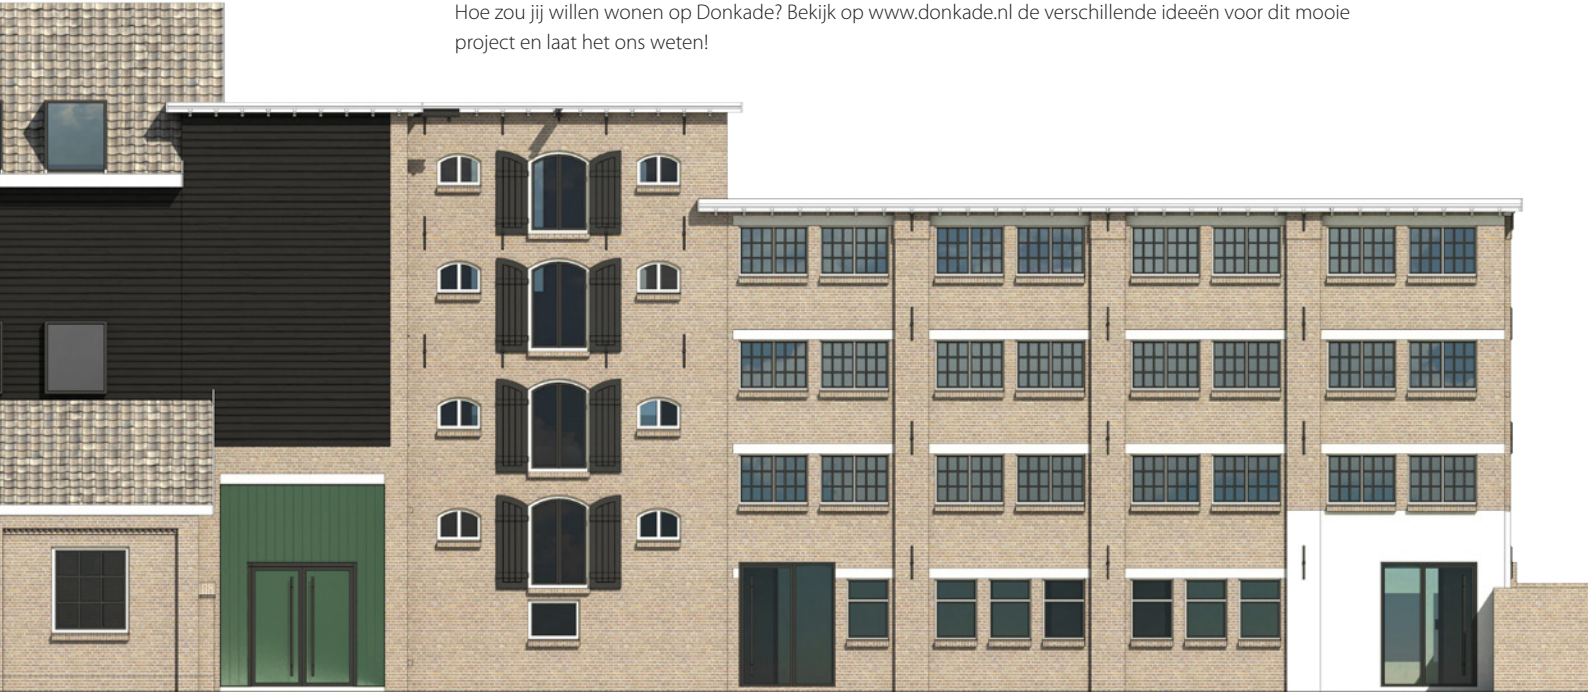 Hoe zou jij willen wonen op Donkade? Bekijk op www.donkade.nl de verschillende ideeën voor dit mooie
project en laat het ons weten!